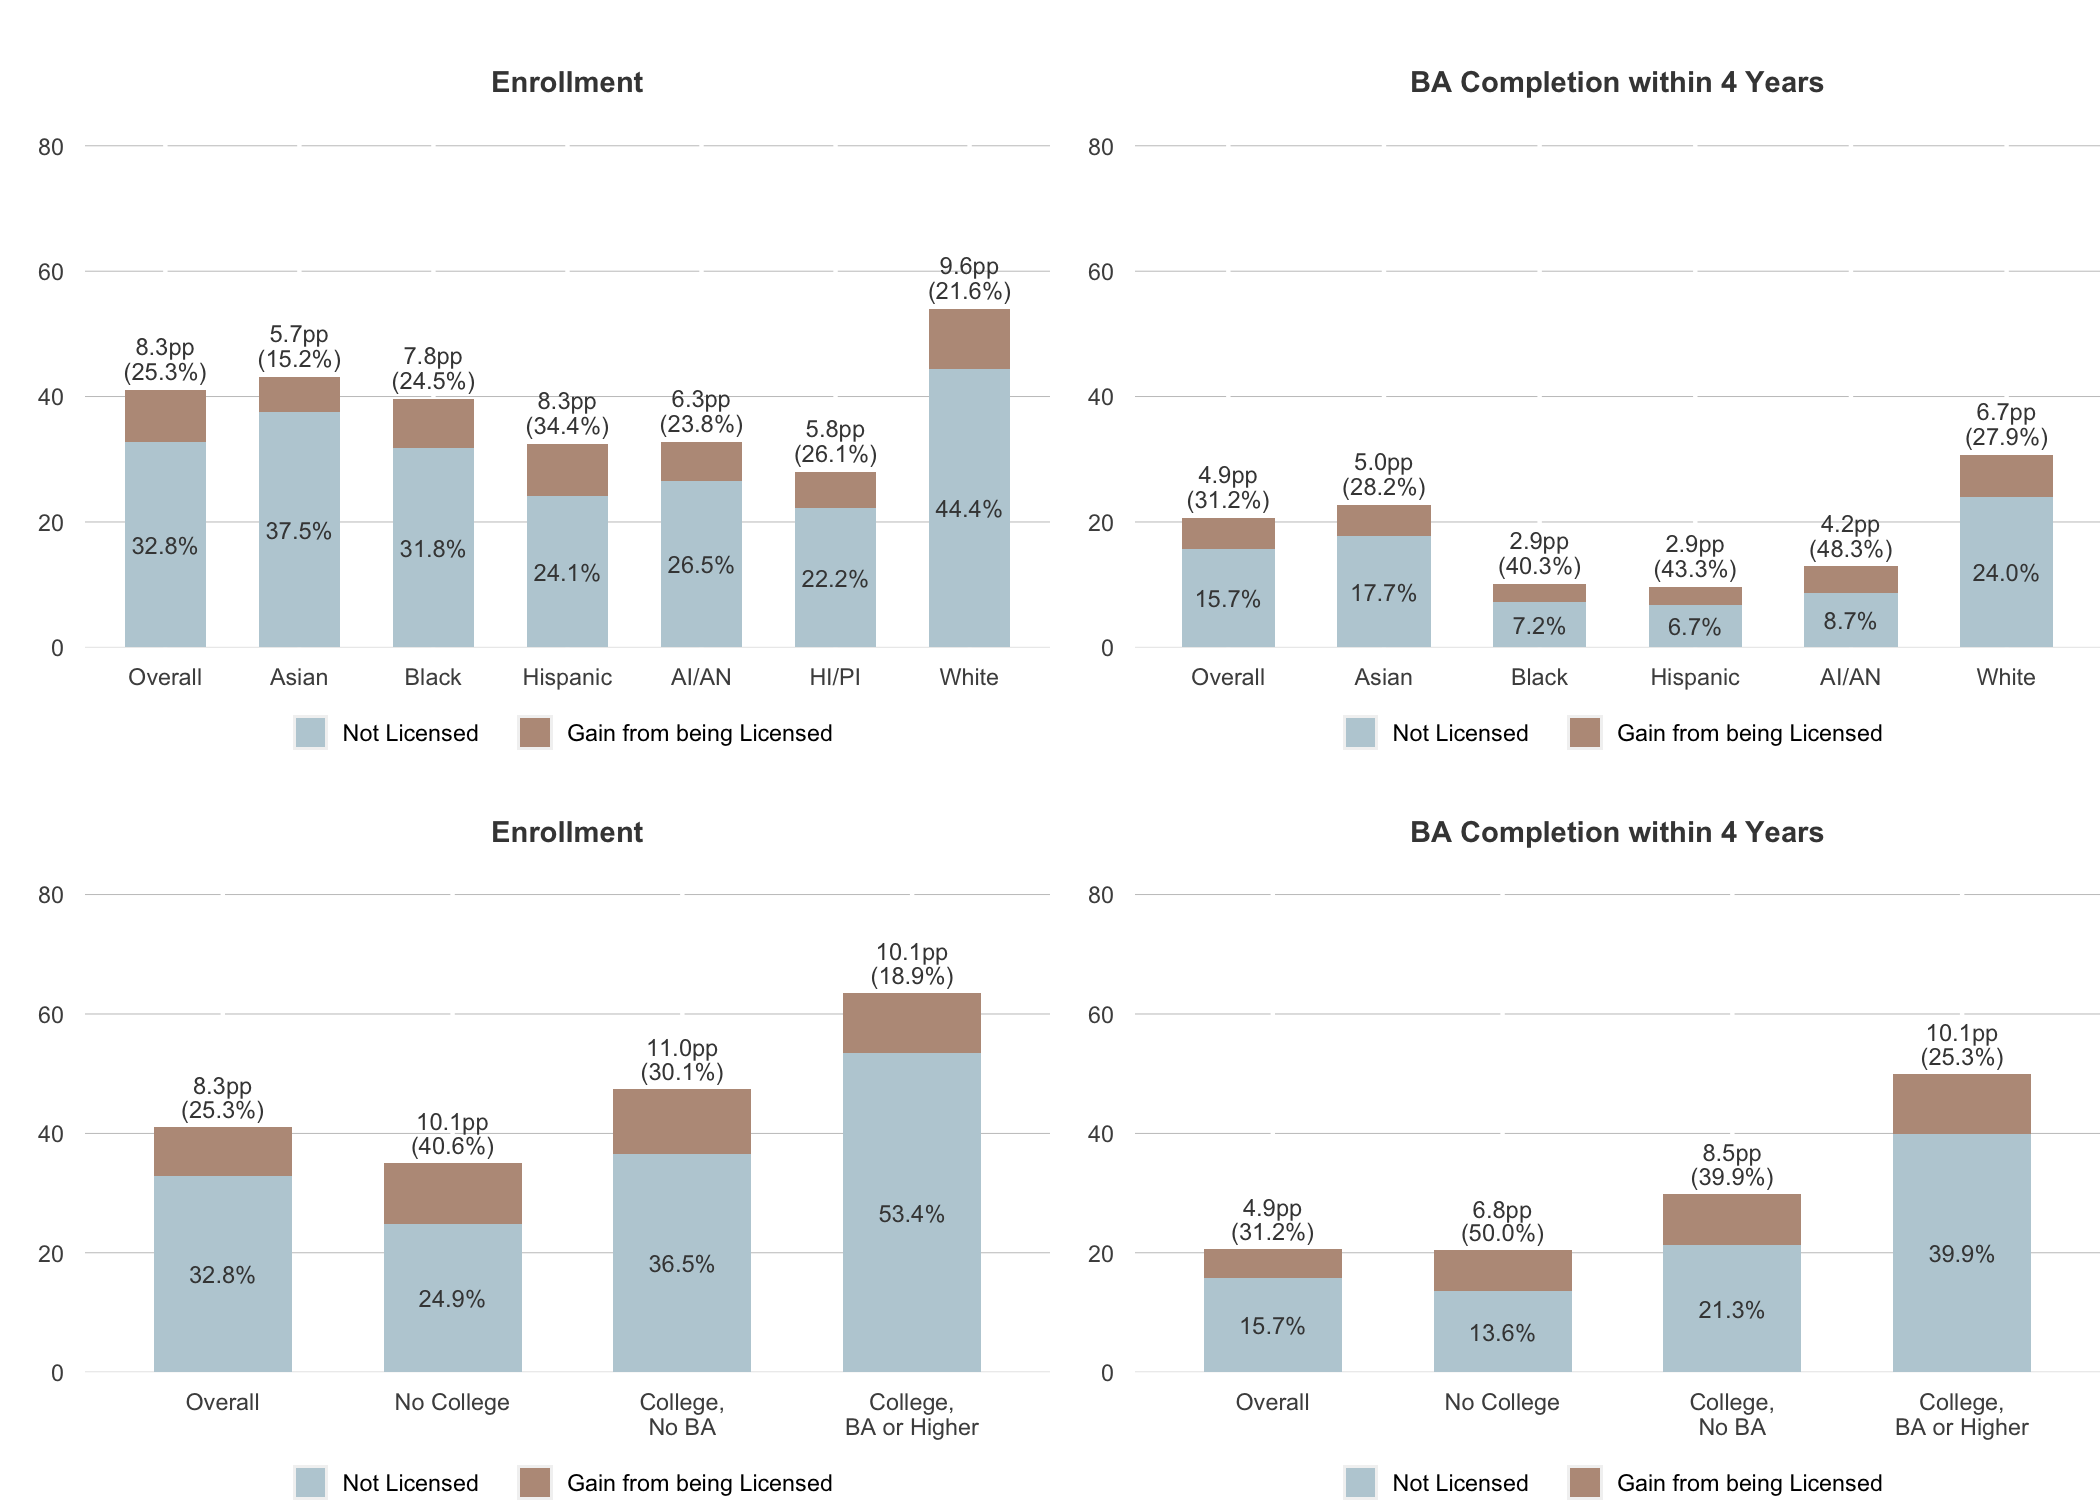 Enrollment
80
60
40
20
0
8.3pp
(25.3%)
5.7pp
(15.2%)
7.8pp
(24.5%)
8.3pp
(34.4%)
6.3pp
(23.8%)
5.8pp
(26.1%)
9.6pp
(21.6%)
32.8%
37.5%
31.8%
24.1%
26.5%
22.2%
44.4%
Overall
Asian
Black
Hispanic
AI/AN
HI/PI
White
Not Licensed
Gain from being Licensed
BA Completion within 4 Years
80
60
40
20
0
4.9pp
(31.2%)
5.0pp
(28.2%)
2.9pp
(40.3%)
2.9pp
(43.3%)
4.2pp
(48.3%)
6.7pp
(27.9%)
15.7%
17.7%
7.2%
6.7%
8.7%
24.0%
Overall
Asian
Black
Hispanic
AI/AN
White
Not Licensed
Gain from being Licensed
Enrollment
80
60
40
20
0
8.3pp
(25.3%)
10.1pp
(40.6%)
11.0pp
(30.1%)
10.1pp
(18.9%)
32.8%
24.9%
36.5%
53.4%
Overall
No College
College,
No BA
College,
BA or Higher
Not Licensed
Gain from being Licensed
BA Completion within 4 Years
80
60
40
20
0
4.9pp
(31.2%)
6.8pp
(50.0%)
8.5pp
(39.9%)
10.1pp
(25.3%)
15.7%
13.6%
21.3%
39.9%
Overall
No College
College,
No BA
College,
BA or Higher
Not Licensed
Gain from being Licensed